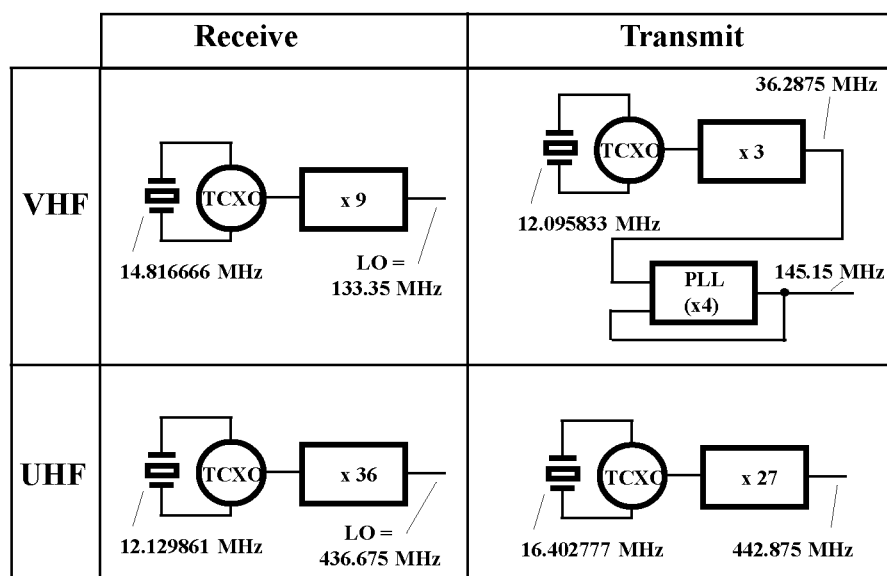 Receive
Transmit
VHF
TCXO
x 9
14.816666 MHz
LO =
133.35 MHz
36.2875 MHz
TCXO
x 3
12.095833 MHz
PLL
(x4)
145.15 MHz
UHF
TCXO
x 36
12.129861 MHz
LO =
436.675 MHz
TCXO
x 27
16.402777 MHz
442.875 MHz